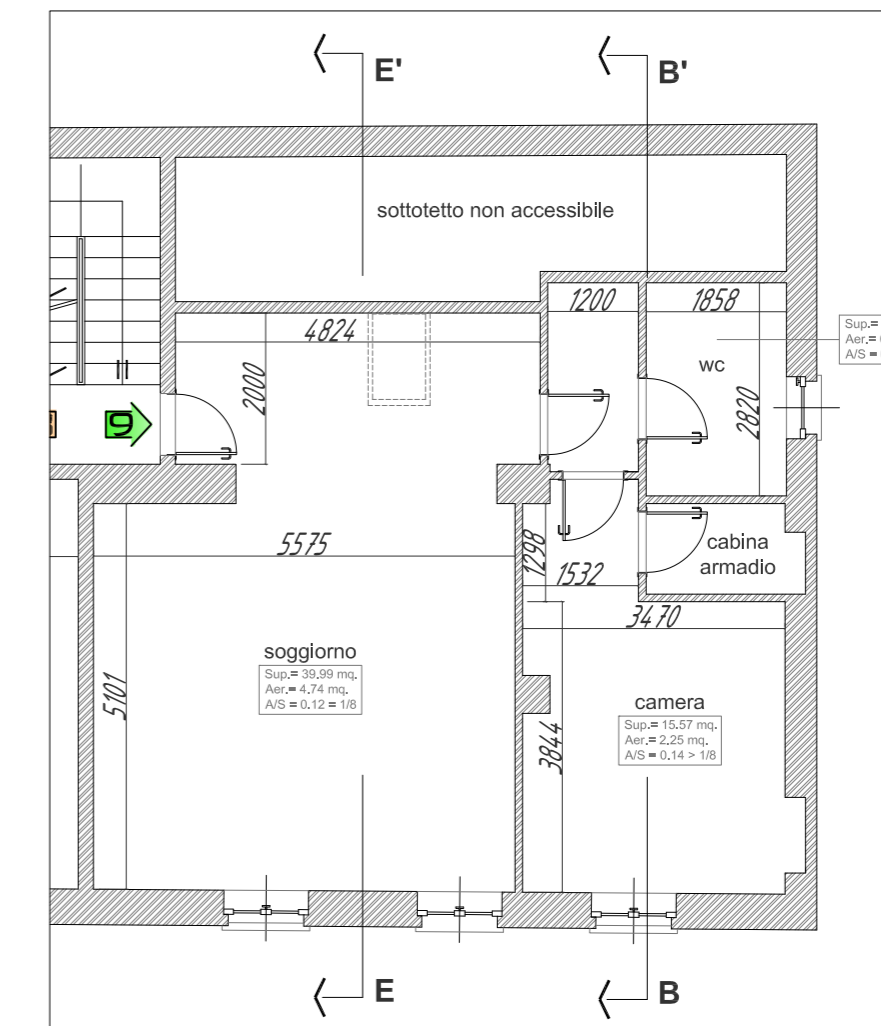 E'
B'
sottotetto non accessibile
1200
1858
4824
Sup.=
Aer.=
A/S =
wc
2000
2820
9
5575
1298
cabina
armadio
1532
3470
soggiorno
Sup.= 39.99 mq.
Aer.= 4.74 mq.
A/S = 0.12 = 1/8
5101
camera
Sup.= 15.57 mq.
Aer.= 2.25 mq.
A/S = 0.14 > 1/8
3844
E
B